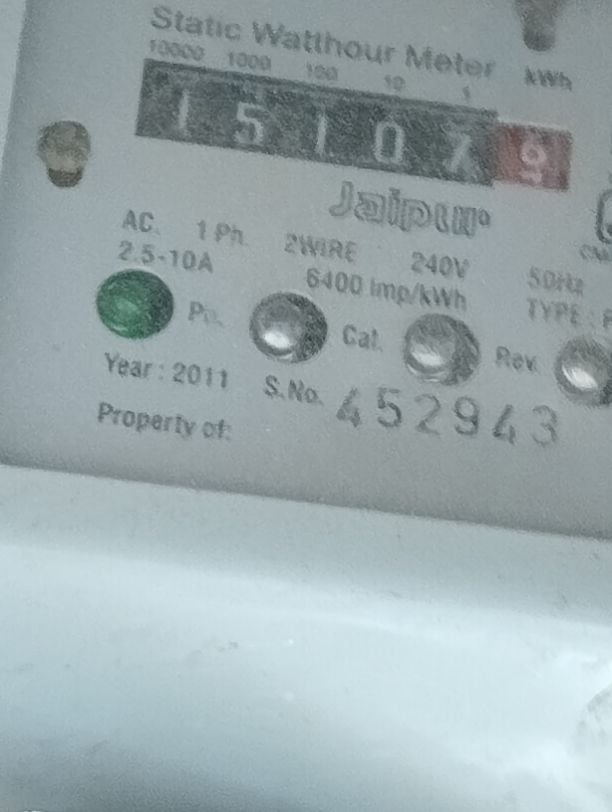 Static Watthour Meter
10000 1000 100 10 1 kWh
1 5 1 0 7 9
Jaipur
AC. 1 Ph. 2WIRE 240V 50Hz
2.5-10A 6400 imp/kWh TYPE :
Cal. Rev.
Year : 2011 S.No. 452943
Property of: